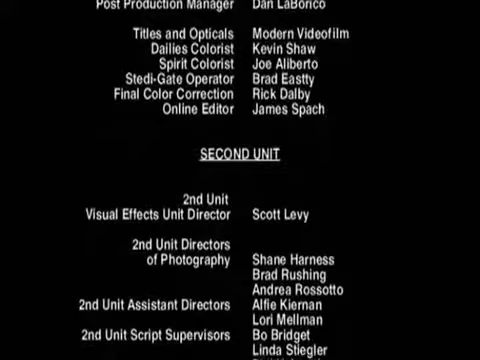 Post Production Manager Dan LaBorico
Titles and Opticals Modern Videofilm
Dailies Colorist Kevin Shaw
Spirit Colorist Joe Aliberto
Stedi-Gate Operator Brad Eastty
Final Color Correction Rick Dalby
Online Editor James Spach
SECOND UNIT
2nd Unit
Visual Effects Unit Director Scott Levy
2nd Unit Directors
of Photography Shane Harness
Brad Rushing
Andrea Rossotto
2nd Unit Assistant Directors Alfie Kiernan
Lori Mellman
2nd Unit Script Supervisors Bo Bridget
Linda Stiegler